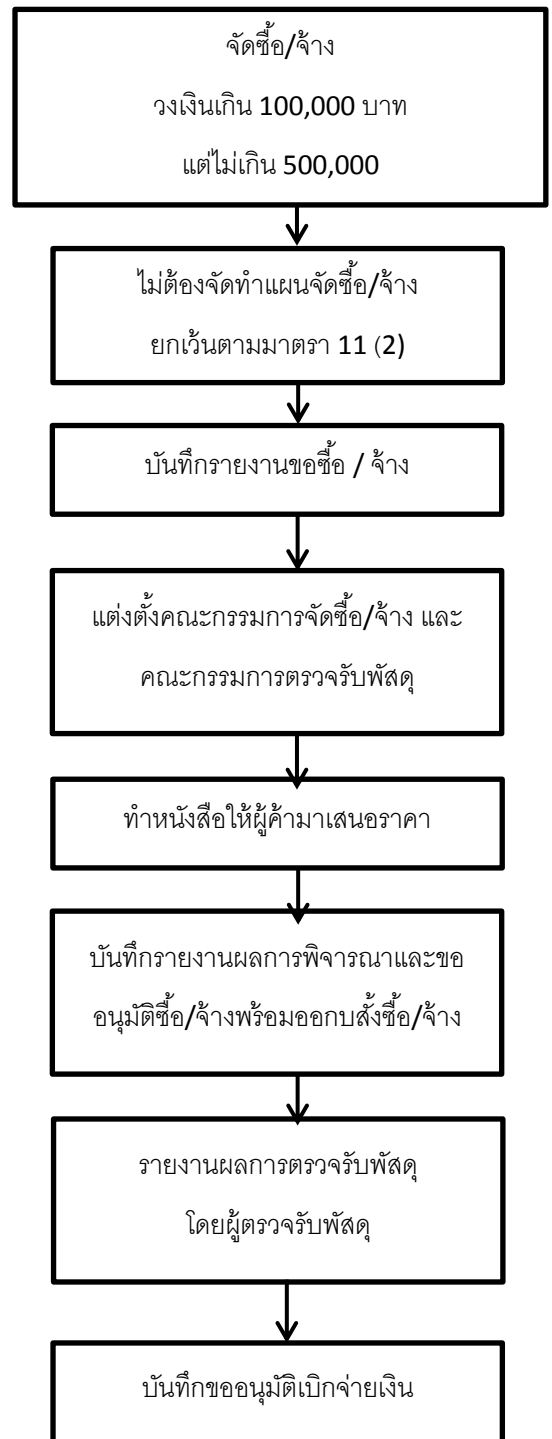 จัดซื้อ/จ้าง
วงเงินเกิน 100,000 บาท
แต่ไม่เกิน 500,000
ไม่ต้องจัดทำแผนจัดซื้อ/จ้าง
ยกเว้นตามมาตรา 11 (2)
บันทึกรายงานขอซื้อ / จ้าง
แต่งตั้งคณะกรรมการจัดซื้อ/จ้าง และ
คณะกรรมการตรวจรับพัสดุ
ทำหนังสือให้ผู้ค้ามาเสนอราคา
บันทึกรายงานผลการพิจารณาและขอ
อนุมัติซื้อ/จ้างพร้อมออกบสั้งซื้อ/จ้าง
รายงานผลการตรวจรับพัสดุ
โดยผู้ตรวจรับพัสดุ
บันทึกขออนุมัติเบิกจ่ายเงิน